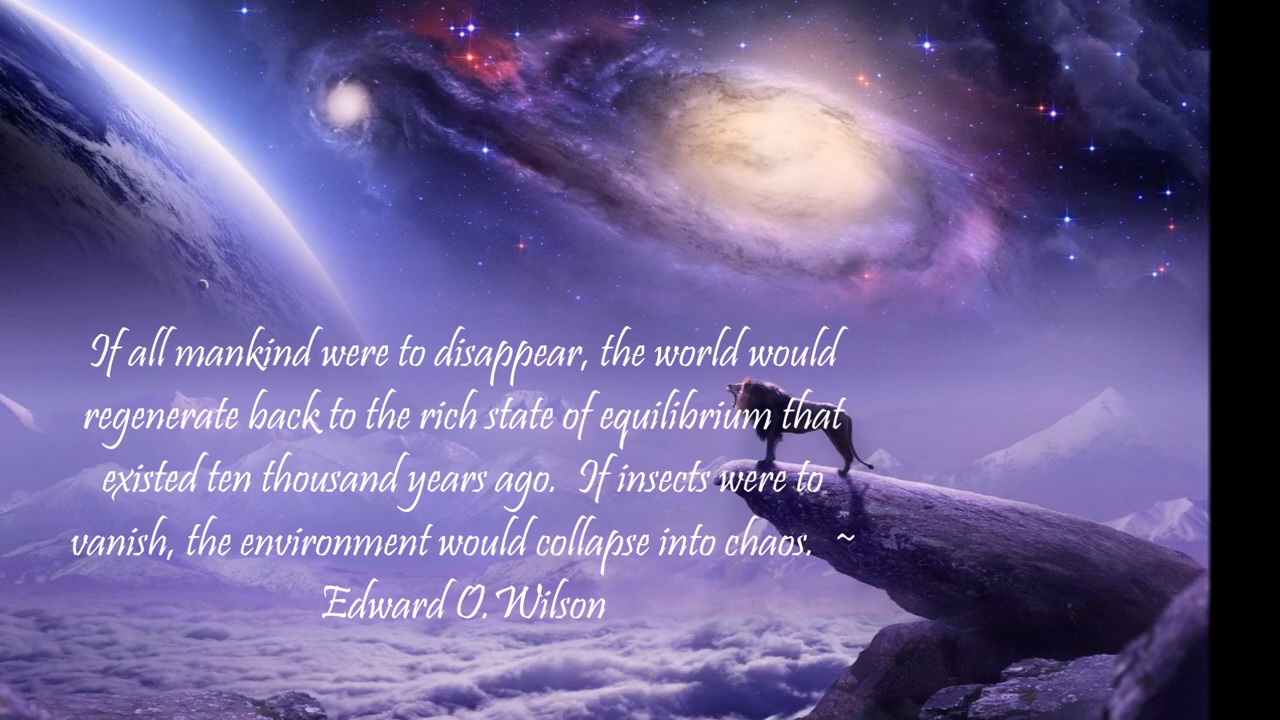 If all mankind were to disappear, the world would
regenerate back to the rich state of equilibrium that
existed ten thousand years ago.  If insects were to
vanish, the environment would collapse into chaos.  ~
Edward O. Wilson